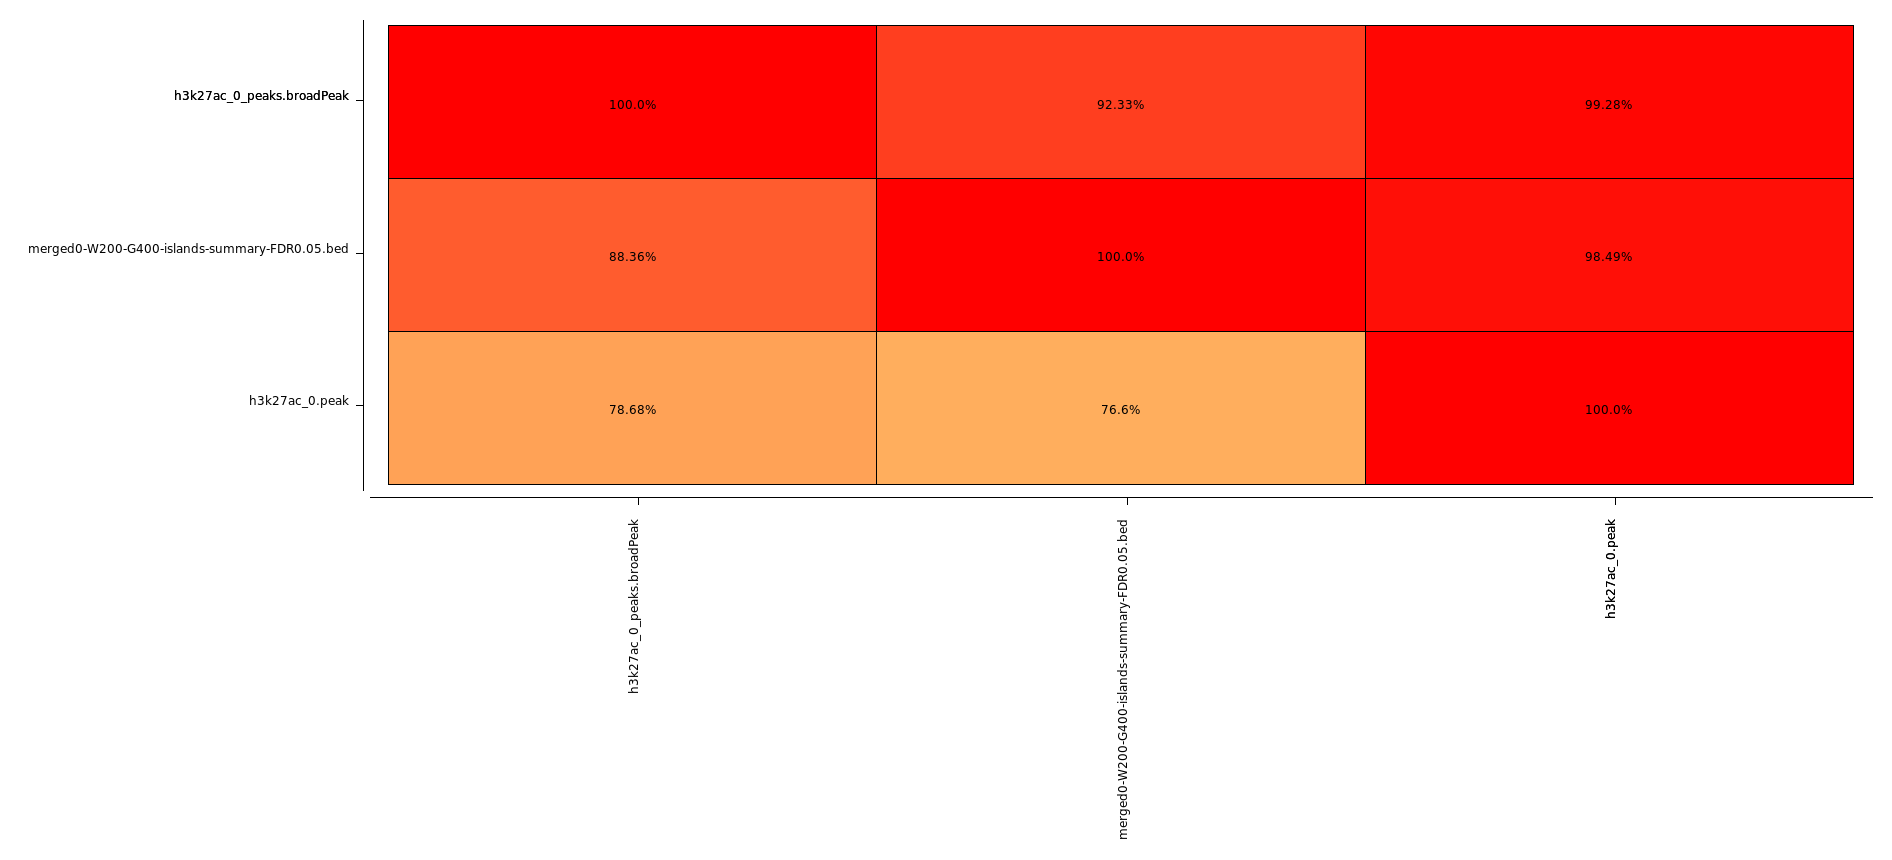 h3k27ac_0_peaks.broadPeak
100.0%
92.33%
99.28%
merged0-W200-G400-islands-summary-FDR0.05.bed
88.36%
100.0%
98.49%
h3k27ac_0.peak
78.68%
76.6%
100.0%
h3k27ac_0_peaks.broadPeak
merged0-W200-G400-islands-summary-FDR0.05.bed
h3k27ac_0.peak